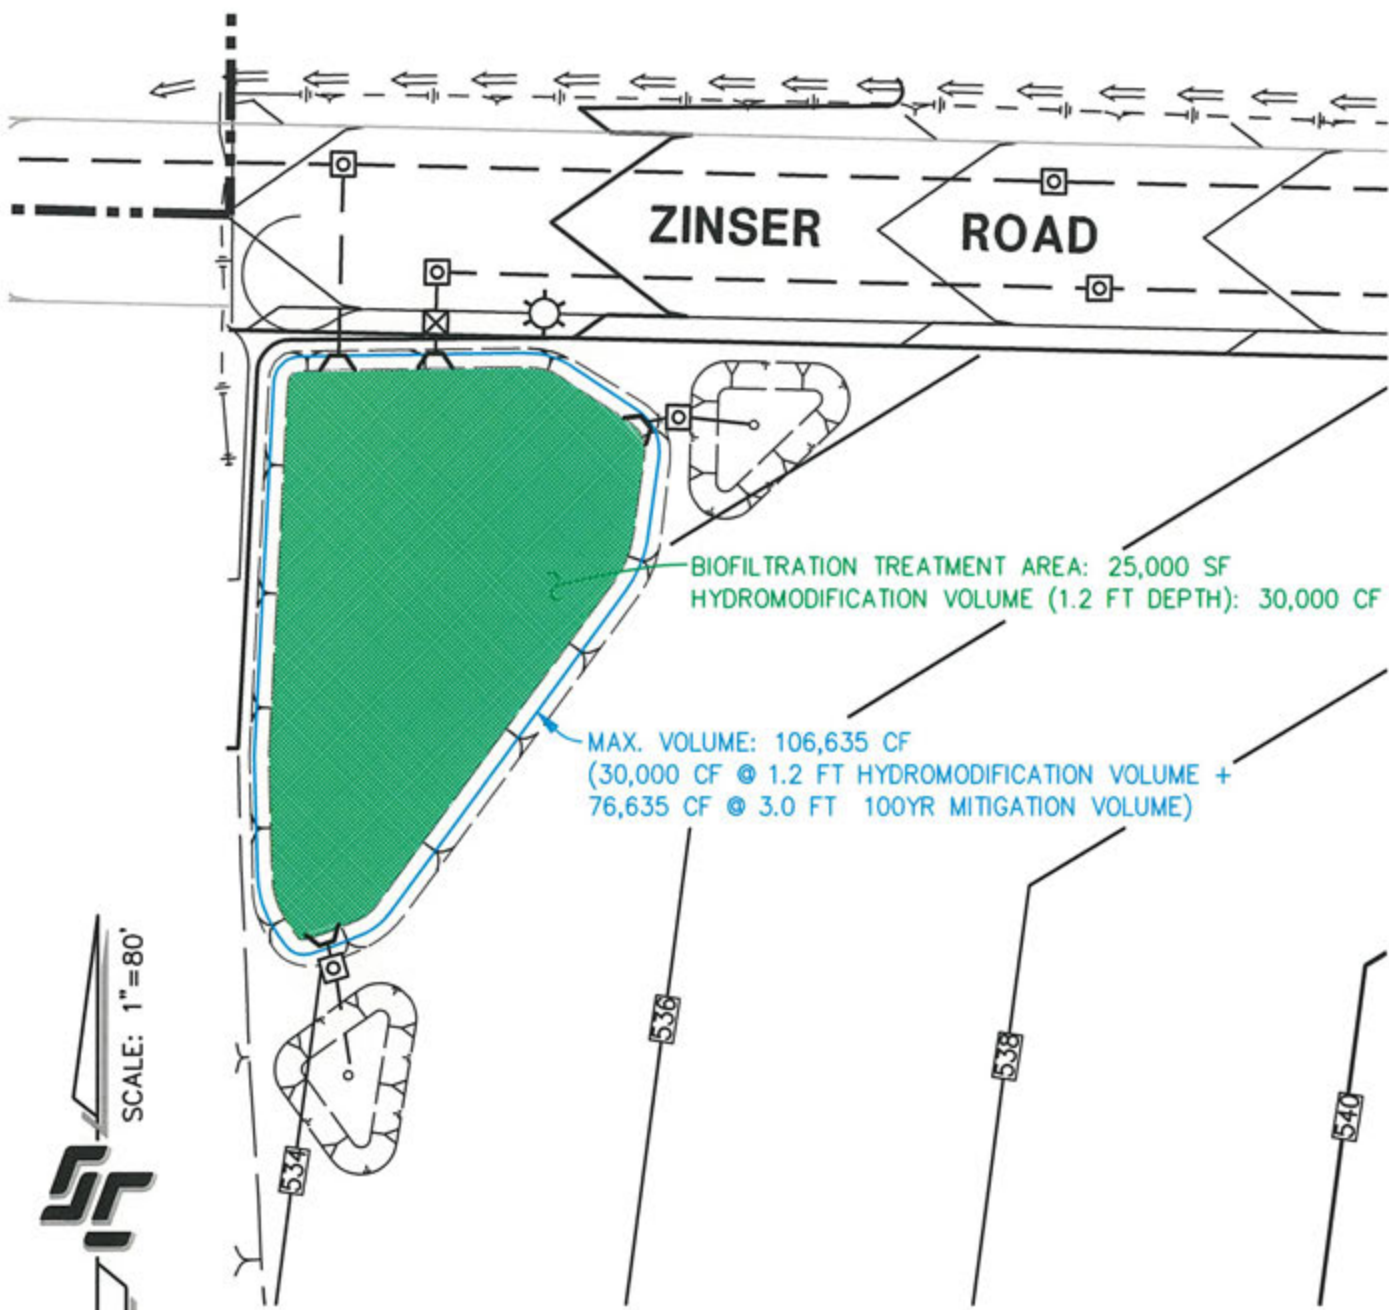 ZINSER ROAD
BIOFILTRATION TREATMENT AREA: 25,000 SF
HYDROMODIFICATION VOLUME (1.2 FT DEPTH): 30,000 CF
MAX. VOLUME: 106,635 CF
(30,000 CF @ 1.2 FT HYDROMODIFICATION VOLUME +
76,635 CF @ 3.0 FT 100YR MITIGATION VOLUME)
SCALE: 1"=80'
536
538
540
534